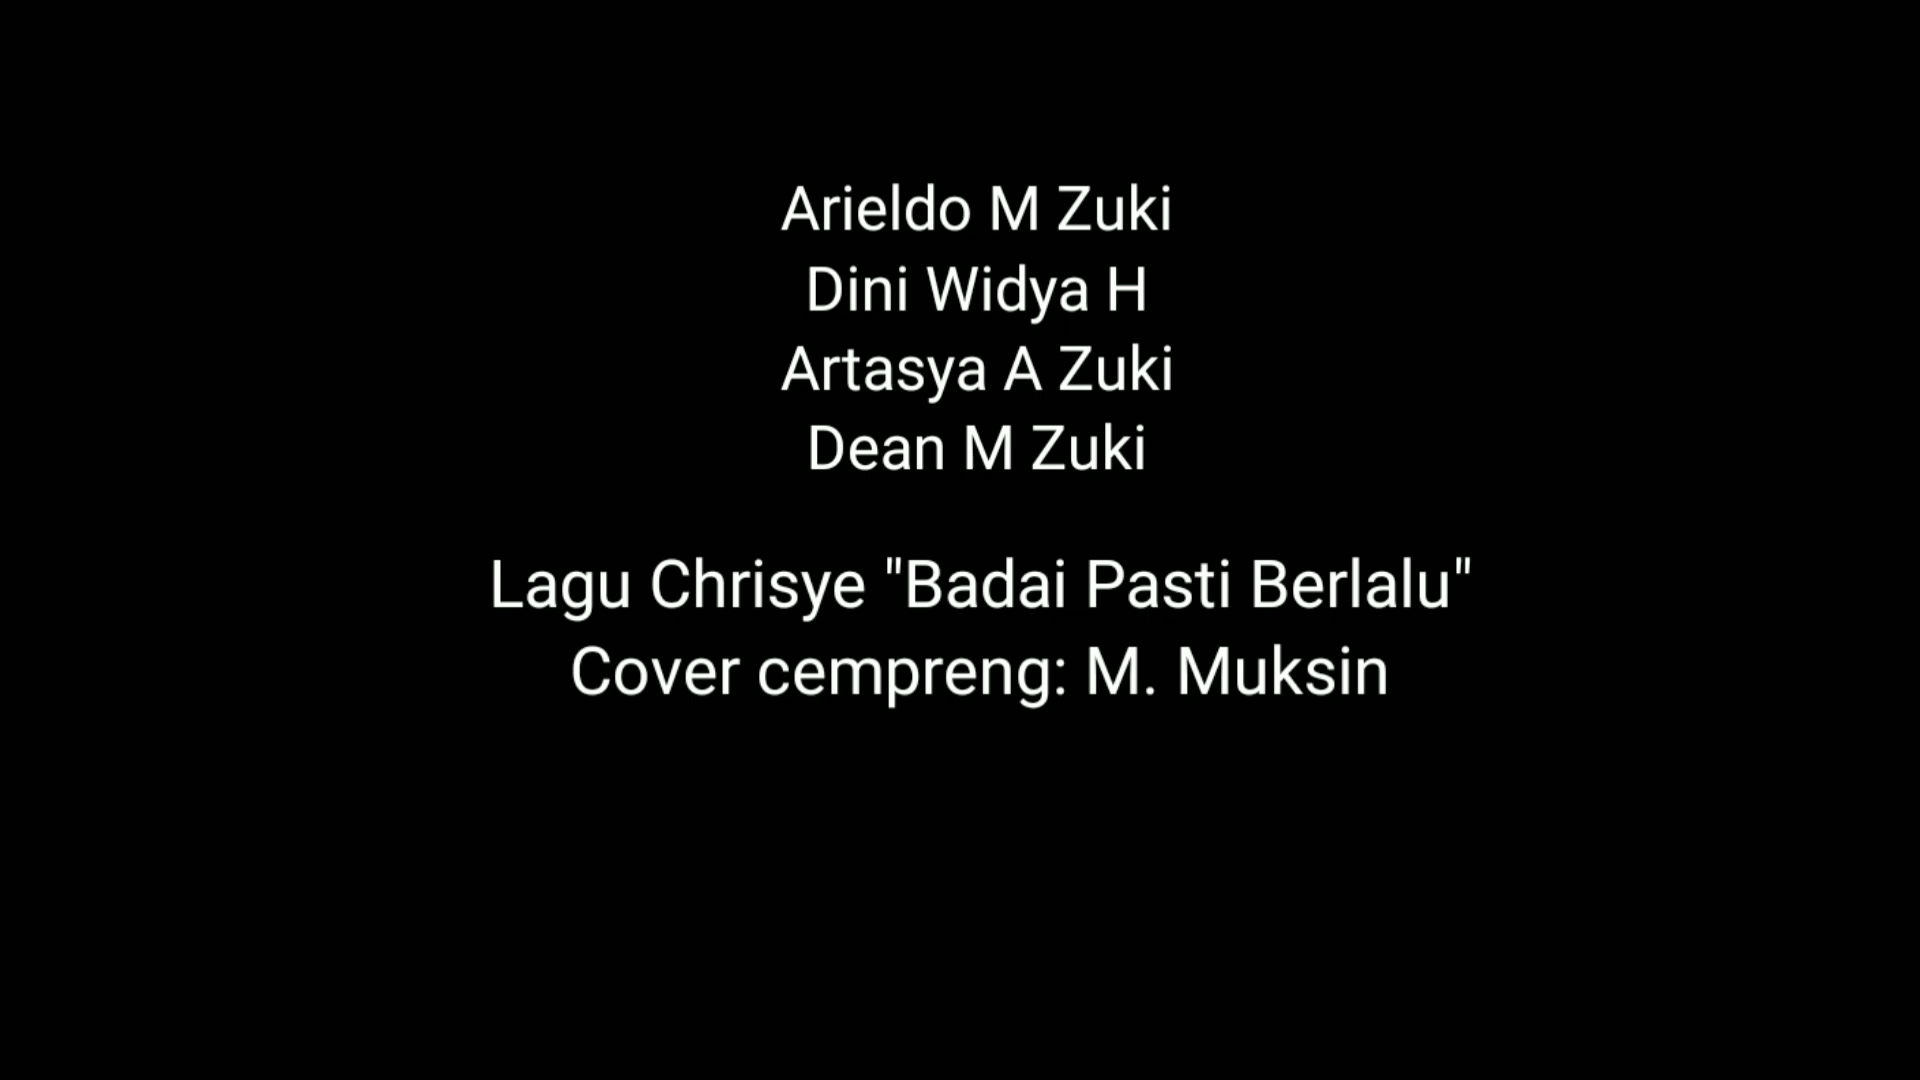 Arieldo M Zuki
Dini Widya H
Artasya A Zuki
Dean M Zuki
Lagu Chrisye "Badai Pasti Berlalu"
Cover cempreng: M. Muksin